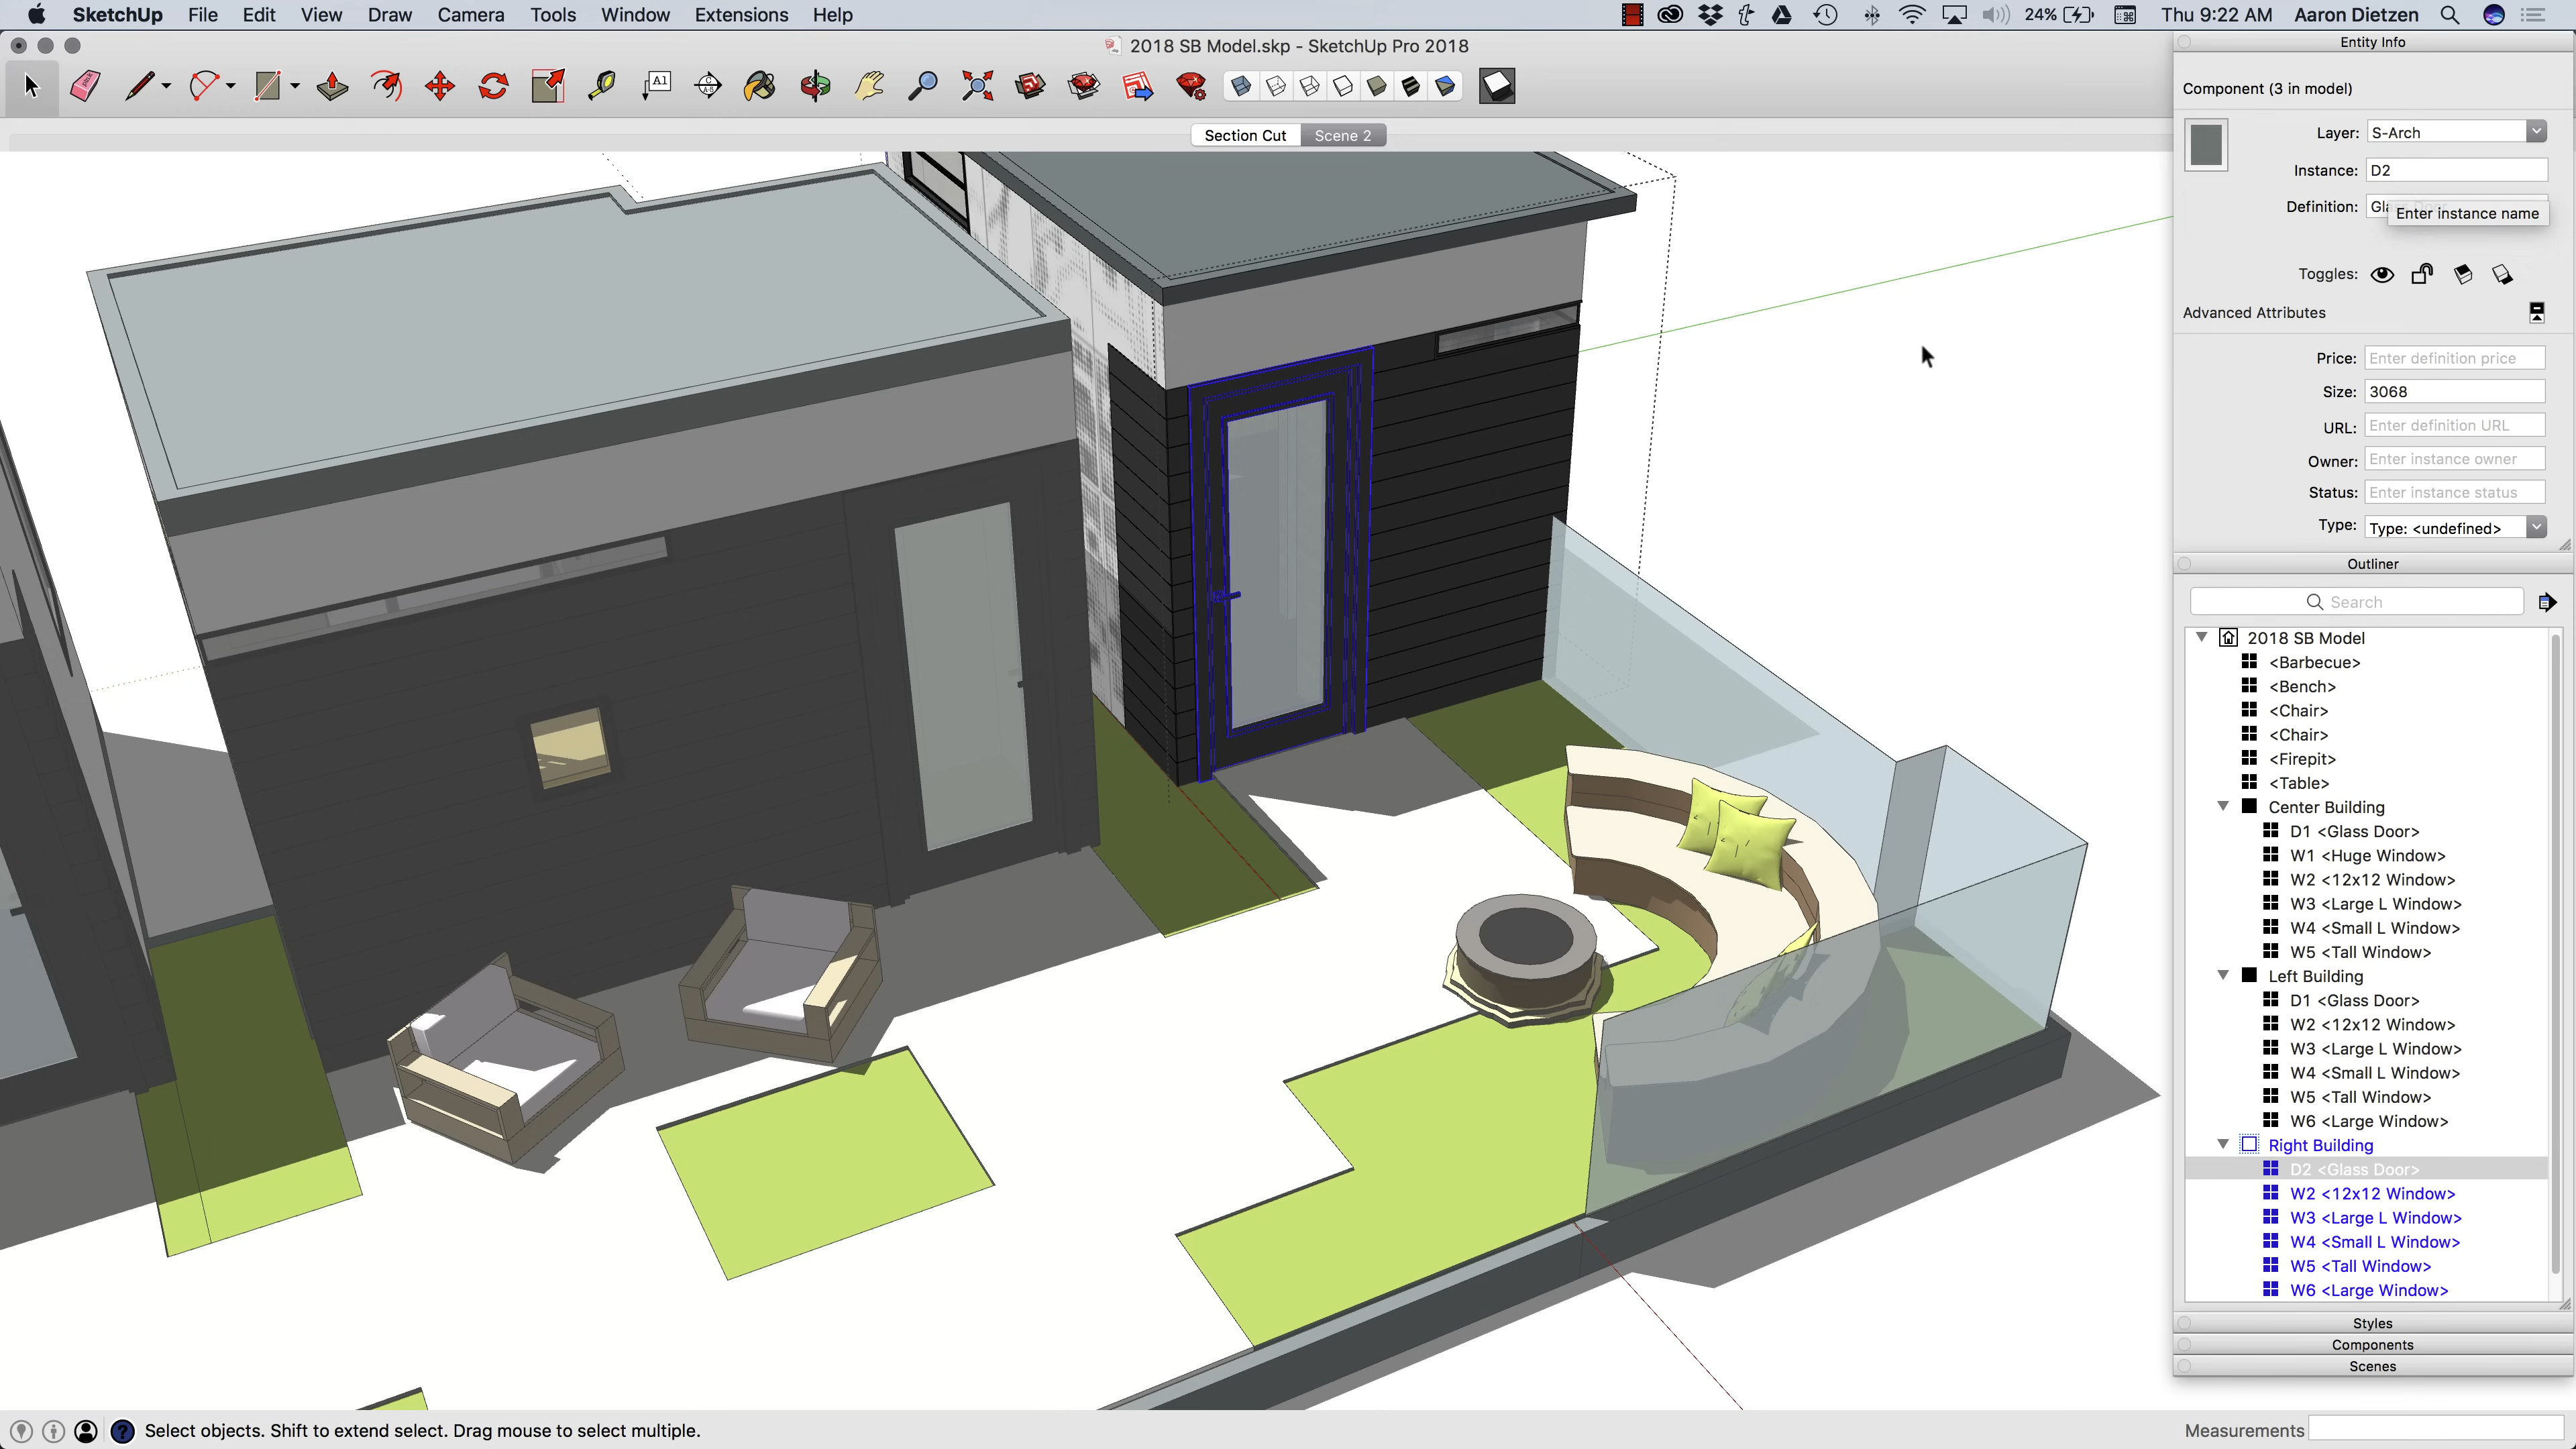 SketchUp File Edit View Draw Camera Tools Window Extensions Help 24% Thu 9:22 AM Aaron Dietzen
2018 SB Model.skp - SketchUp Pro 2018
A1
Section Cut Scene 2
Entity Info
Component (3 in model)
Layer: S-Arch
Instance: D2
Definition:
Enter instance name
Toggles:
Advanced Attributes
Price: Enter definition price
Size: 3068
URL: Enter definition URL
Owner: Enter instance owner
Status: Enter instance status
Type: Type: <undefined>
Outliner
Search
2018 SB Model
<Barbecue>
<Bench>
<Chair>
<Chair>
<Firepit>
<Table>
Center Building
D1 <Glass Door>
W1 <Huge Window>
W2 <12x12 Window>
W3 <Large L Window>
W4 <Small L Window>
W5 <Tall Window>
Left Building
D1 <Glass Door>
W2 <12x12 Window>
W3 <Large L Window>
W4 <Small L Window>
W5 <Tall Window>
W6 <Large Window>
Right Building
D2 <Glass Door>
W2 <12x12 Window>
W3 <Large L Window>
W4 <Small L Window>
W5 <Tall Window>
W6 <Large Window>
Styles
Components
Scenes
Select objects. Shift to extend select. Drag mouse to select multiple.
Measurements